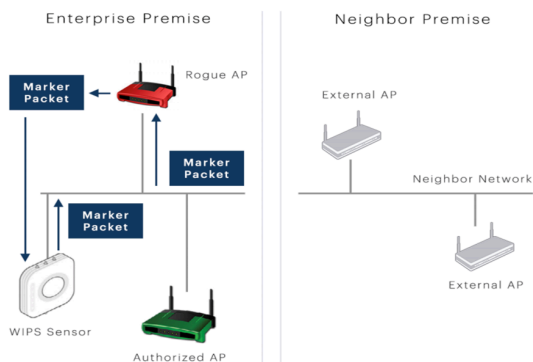 Enterprise Premise
Neighbor Premise
Rogue AP
Marker
Packet
External AP
Marker
Packet
Neighbor Network
Marker
Packet
External AP
WIPS Sensor
Authorized AP